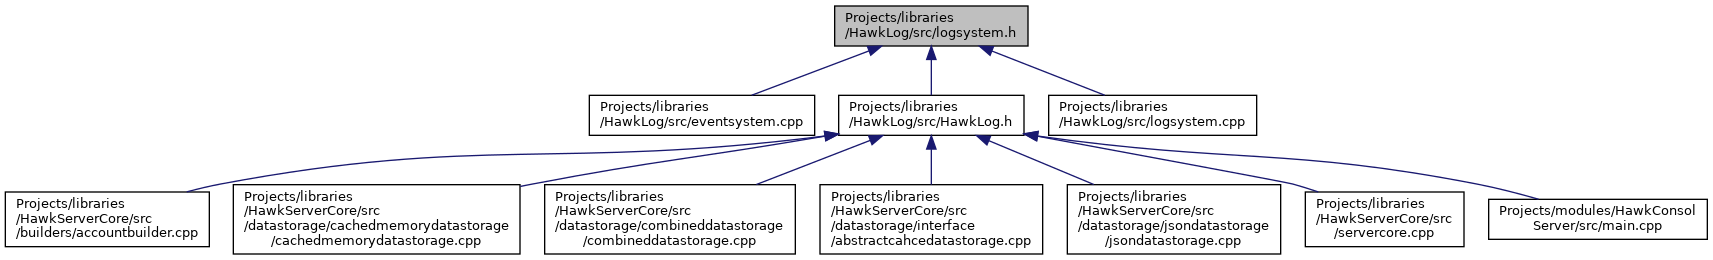 Projects/libraries
/HawkLog/src/logsystem.h
Projects/libraries
/HawkLog/src/eventsystem.cpp
Projects/libraries
/HawkLog/src/HawkLog.h
Projects/libraries
/HawkLog/src/logsystem.cpp
Projects/libraries
/HawkServerCore/src
/builders/accountbuilder.cpp
Projects/libraries
/HawkServerCore/src
/datastorage/cachedmemorydatastorage
/cachedmemorydatastorage.cpp
Projects/libraries
/HawkServerCore/src
/datastorage/combineddatastorage
/combineddatastorage.cpp
Projects/libraries
/HawkServerCore/src
/datastorage/interface
/abstractcahcedatastorage.cpp
Projects/libraries
/HawkServerCore/src
/datastorage/jsondatastorage
/jsondatastorage.cpp
Projects/libraries
/HawkServerCore/src
/servercore.cpp
Projects/modules/HawkConsol
Server/src/main.cpp